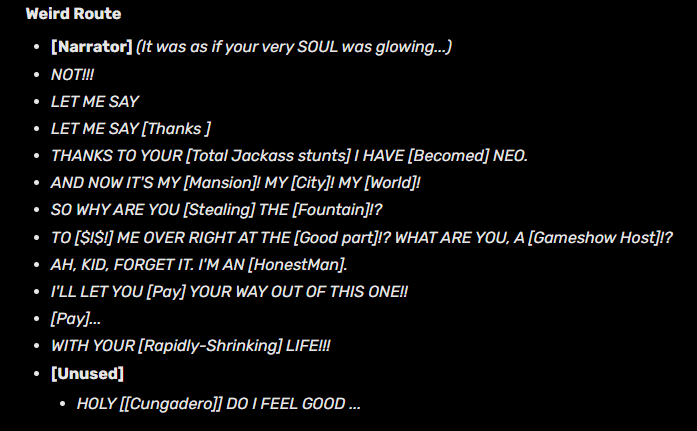 Weird Route
[Narrator] (It was as if your very SOUL was glowing...)
NOT!!!
LET ME SAY
LET ME SAY [Thanks ]
THANKS TO YOUR [Total Jackass stunts] I HAVE [Becomed] NEO.
AND NOW IT'S MY [Mansion]! MY [City]! MY [World]!
SO WHY ARE YOU [Stealing] THE [Fountain]!?
TO [$!$!] ME OVER RIGHT AT THE [Good part]!? WHAT ARE YOU, A [Gameshow Host]!?
AH, KID, FORGET IT. I'M AN [HonestMan].
I'LL LET YOU [Pay] YOUR WAY OUT OF THIS ONE!!
[Pay]...
WITH YOUR [Rapidly-Shrinking] LIFE!!!
[Unused]
HOLY [[Cungadero]] DO I FEEL GOOD ...